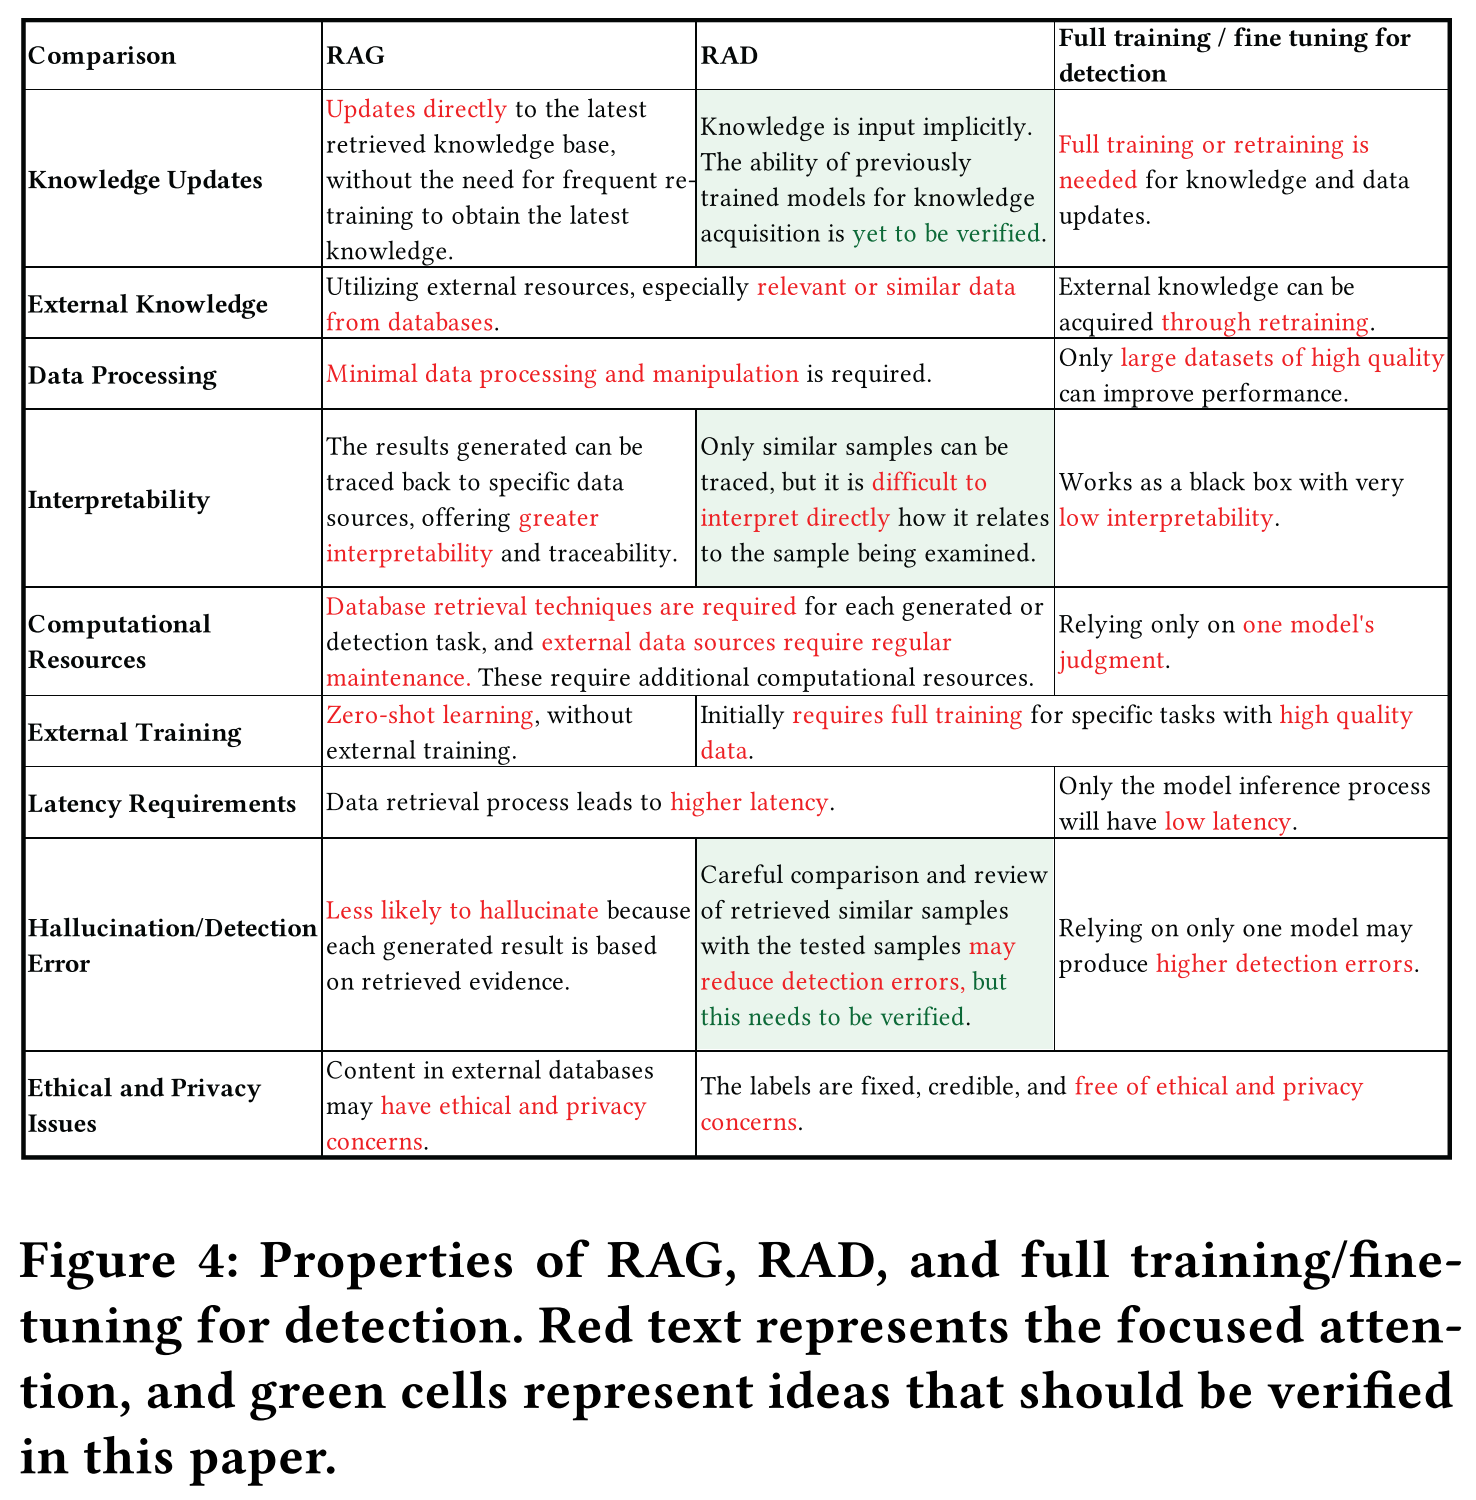 Comparison
RAG
RAD
Full training / fine tuning for
detection
Knowledge Updates
Updates directly to the latest
retrieved knowledge base,
without the need for frequent re-
training to obtain the latest
knowledge.
Knowledge is input implicitly.
The ability of previously
trained models for knowledge
acquisition is yet to be verified.
Full training or retraining is
needed for knowledge and data
updates.
External Knowledge
Utilizing external resources, especially relevant or similar data
from databases.
External knowledge can be
acquired through retraining.
Data Processing
Minimal data processing and manipulation is required.
Only large datasets of high quality
can improve performance.
Interpretability
The results generated can be
traced back to specific data
sources, offering greater
interpretability and traceability.
Only similar samples can be
traced, but it is difficult to
interpret directly how it relates
to the sample being examined.
Works as a black box with very
low interpretability.
Computational
Resources
Database retrieval techniques are required for each generated or
detection task, and external data sources require regular
maintenance. These require additional computational resources.
Relying only on one model's
judgment.
External Training
Zero-shot learning, without
external training.
Initially requires full training for specific tasks with high quality
data.
Latency Requirements
Data retrieval process leads to higher latency.
Only the model inference process
will have low latency.
Hallucination/Detection
Error
Less likely to hallucinate because
each generated result is based
on retrieved evidence.
Careful comparison and review
of retrieved similar samples
with the tested samples may
reduce detection errors, but
this needs to be verified.
Relying on only one model may
produce higher detection errors.
Ethical and Privacy
Issues
Content in external databases
may have ethical and privacy
concerns.
The labels are fixed, credible, and free of ethical and privacy
concerns.
Figure 4: Properties of RAG, RAD, and full training/fine-
tuning for detection. Red text represents the focused atten-
tion, and green cells represent ideas that should be verified
in this paper.